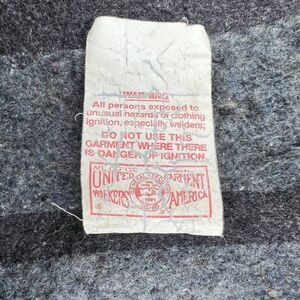 WARNING
All persons exposed to
unusual hazards of clothing
ignition, especially welders;
DO NOT USE THIS
GARMENT WHERE THERE
IS DANGER OF IGNITION
UNITED GARMENT
WORKERS AMERICA